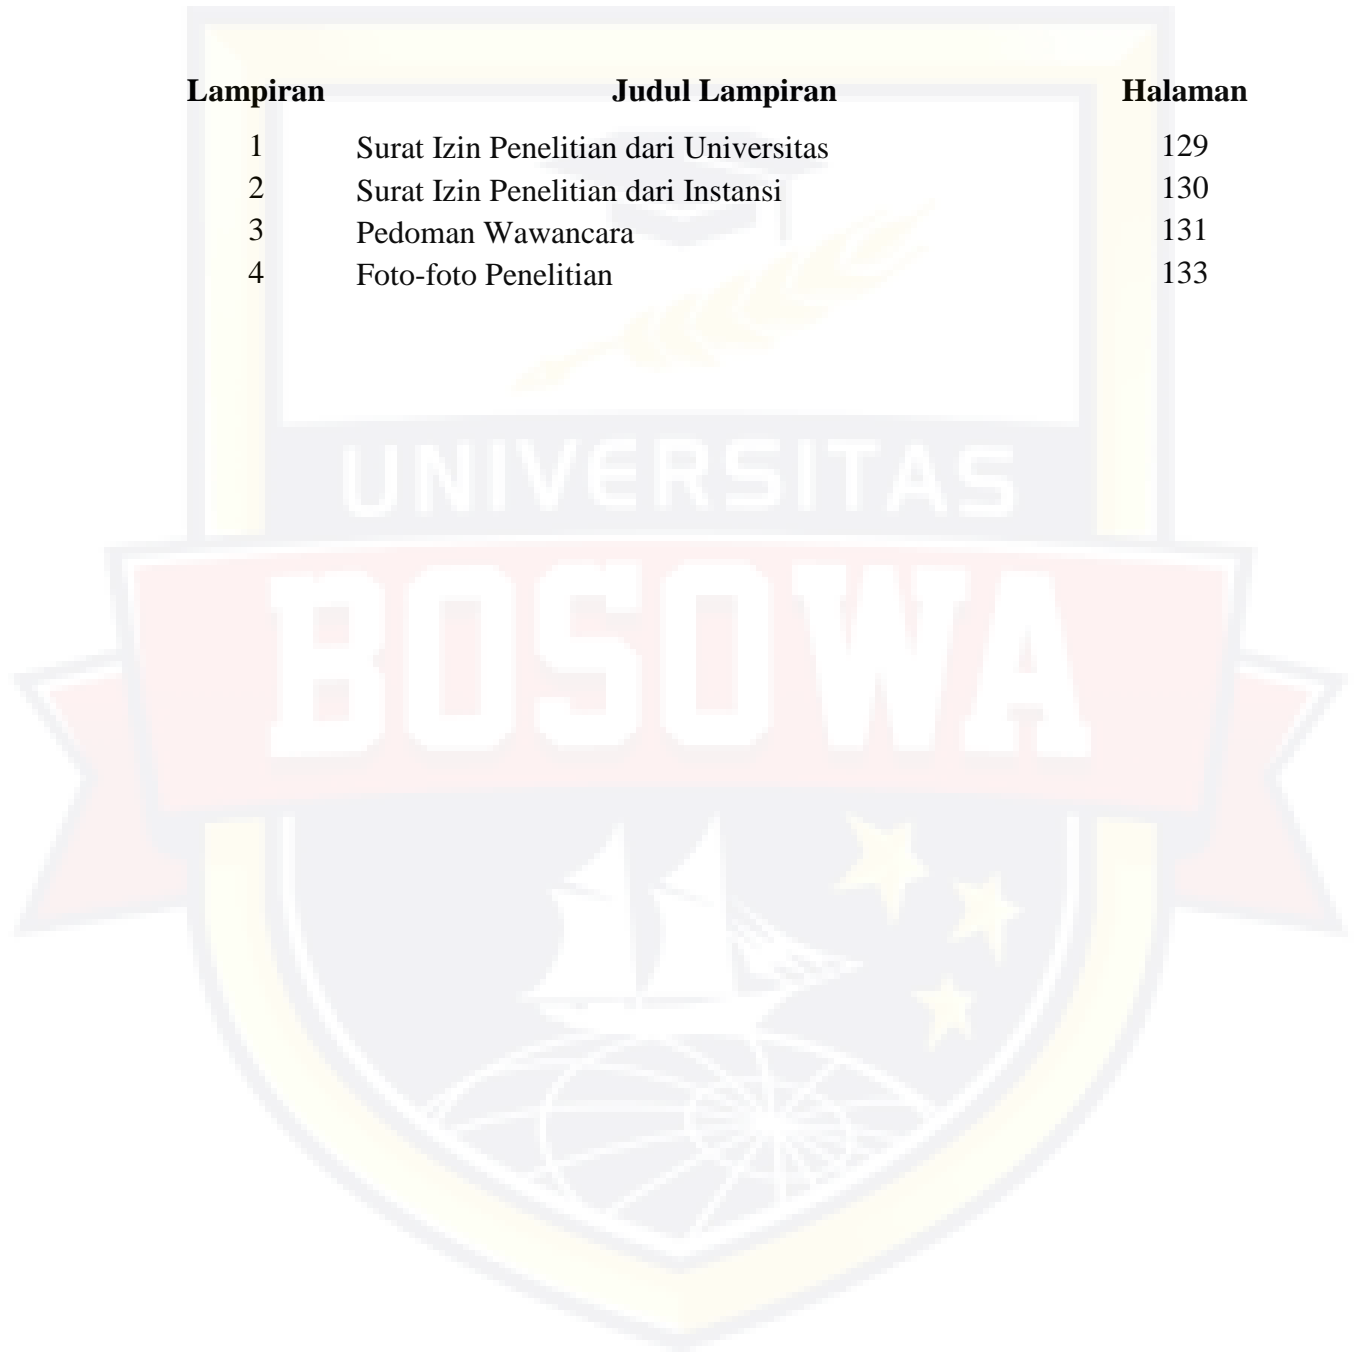 Lampiran Judul Lampiran Halaman
1 Surat Izin Penelitian dari Universitas 129
2 Surat Izin Penelitian dari Instansi 130
3 Pedoman Wawancara 131
4 Foto-foto Penelitian 133
UNIVERSITAS
BOSOWA